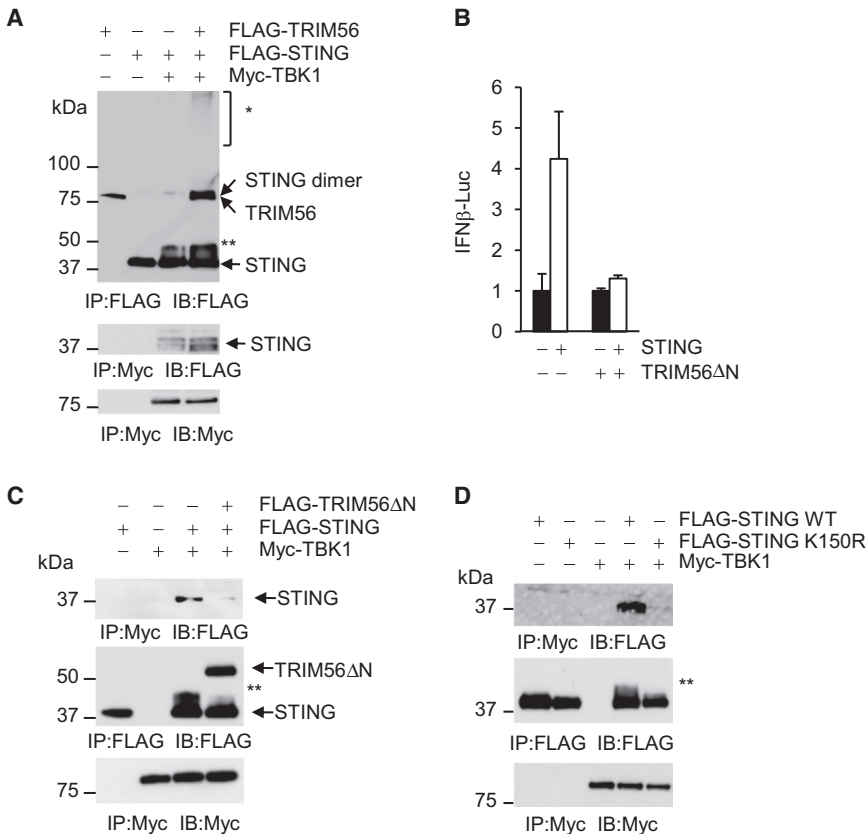 A
+ − − + FLAG-TRIM56
− + + + FLAG-STING
− − + + Myc-TBK1
kDa
*
100
STING dimer
75
TRIM56
50
**
37
STING
IP:FLAG IB:FLAG
37
STING
IP:Myc IB:FLAG
75
IP:Myc IB:Myc
B
IFNβ-Luc
6
5
4
3
2
1
0
− + − + STING
− − + + TRIM56ΔN
C
− − − + FLAG-TRIM56ΔN
+ − + + FLAG-STING
− + + + Myc-TBK1
kDa
37
STING
IP:Myc IB:FLAG
50
TRIM56ΔN
**
37
STING
IP:FLAG IB:FLAG
75
IP:Myc IB:Myc
D
+ − − + − FLAG-STING WT
− + − − + FLAG-STING K150R
− − + + + Myc-TBK1
kDa
37
IP:Myc IB:FLAG
**
37
IP:FLAG IB:FLAG
75
IP:Myc IB:Myc